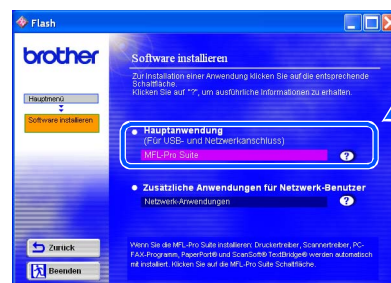 Flash
brother
Software installieren
Zur Installation einer Anwendung klicken Sie auf die entsprechende
Schaltfläche.
Klicken Sie auf "?", um ausführliche Informationen zu erhalten.
Hauptmenü
Software installieren
Hauptanwendung
(Für USB- und Netzwerkanschluss)
MFL-Pro Suite
?
Zusätzliche Anwendungen für Netzwerk-Benutzer
Netzwerk-Anwendungen
?
Zurück
Beenden
Wenn Sie die MFL-Pro Suite installieren: Druckertreiber, Scannertreiber, PC-
FAX-Programm, PaperPort® und ScanSoft® TextBridge® werden automatisch
mit installiert. Klicken Sie auf die MFL-Pro Suite Schaltfläche.